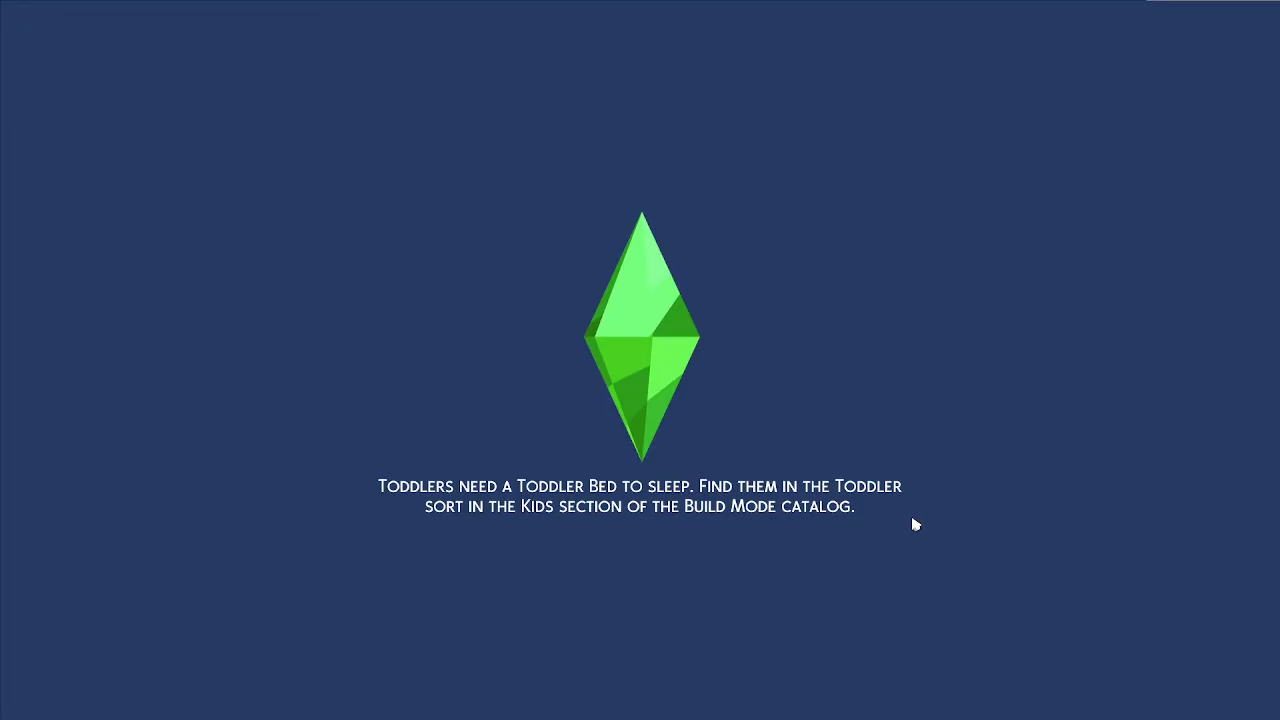 Toddlers need a Toddler Bed to sleep. Find them in the Toddler
sort in the Kids section of the Build Mode catalog.